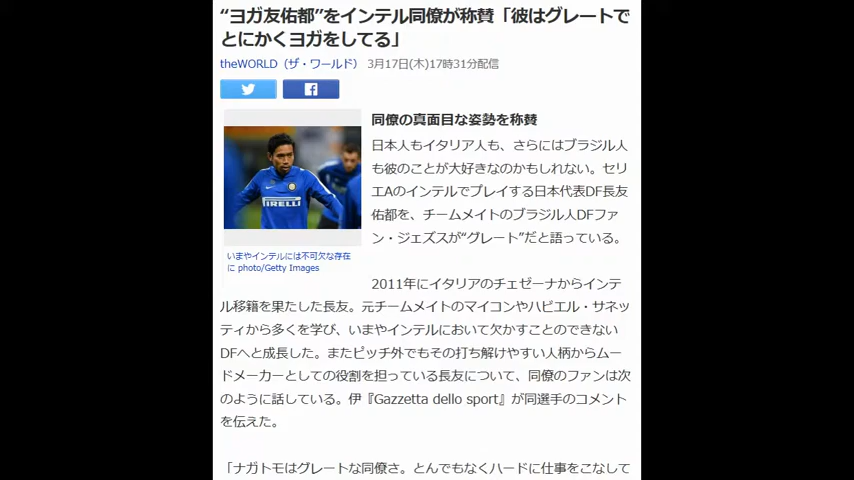 “ヨガ友佑都”をインテル同僚が称賛「彼はグレートで
とにかくヨガをしてる」
theWORLD（ザ・ワールド） 3月17日(木)17時31分配信
PIRELLI
いまやインテルには不可欠な存在
に photo/Getty Images
同僚の真面目な姿勢を称賛
日本人もイタリア人も、さらにはブラジル人
も彼のことが大好きなのかもしれない。セリ
エAのインテルでプレイする日本代表DF長友
佑都を、チームメイトのブラジル人DFファ
ン・ジェズスが“グレート”だと語っている。
2011年にイタリアのチェゼーナからインテ
ル移籍を果たした長友。元チームメイトのマイコンやハビエル・サネッ
ティから多くを学び、いまやインテルにおいて欠かすことのできない
DFへと成長した。またピッチ外でもその打ち解けやすい人柄からムー
ドメーカーとしての役割を担っている長友について、同僚のファンは次
のように話している。伊『Gazzetta dello sport』が同選手のコメント
を伝えた。
「ナガトモはグレートな同僚さ。とんでもなくハードに仕事をこなして